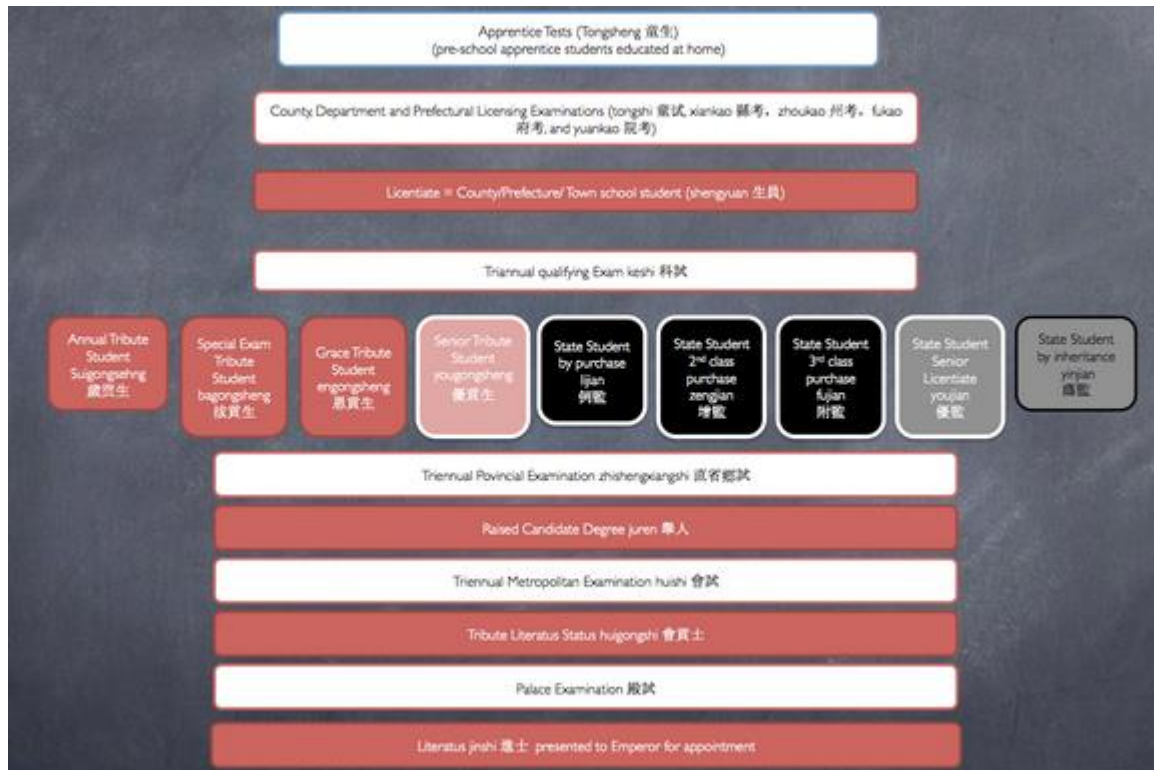 Apprentice Tests (Tongsheng 童生)
(pre-school apprentice students educated at home)
County, Department and Prefectural Licensing Examinations (tongshi 童试, xiankao 縣考, zhoukao 州考, fukao
府考, and yuankao 院考)
Licentiate = County/Prefecture/ Town school student (shengyuan 生員)
Triannual qualifying Exam keshi 科試
Annual Tribute
Student
Suigongsehng
歲貢生
Special Exam
Tribute
Student
bagongsheng
拔貢生
Grace Tribute
Student
engongsheng
恩貢生
Senior Tribute
Student
yougongsheng
優貢生
State Student
by purchase
lijian
例監
State Student
2nd class
purchase
zengjian
增監
State Student
3rd class
purchase
fujian
附監
State Student
Senior
Licentiate
youjian
優監
State Student
by inheritance
yinjian
廕監
Triennual Povincial Examination zhishengxiangshi 直省鄉試
Raised Candidate Degree juren 舉人
Triennual Metropolitan Examination huishi 會試
Tribute Literatus Status huigongshi 會貢士
Palace Examination 殿試
Literatus jinshi 進士 presented to Emperor for appointment